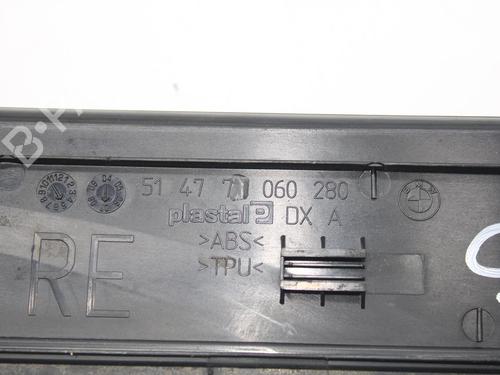 51 47 7 060 280
plastal DX A
>ABS<
>TPU<
RE